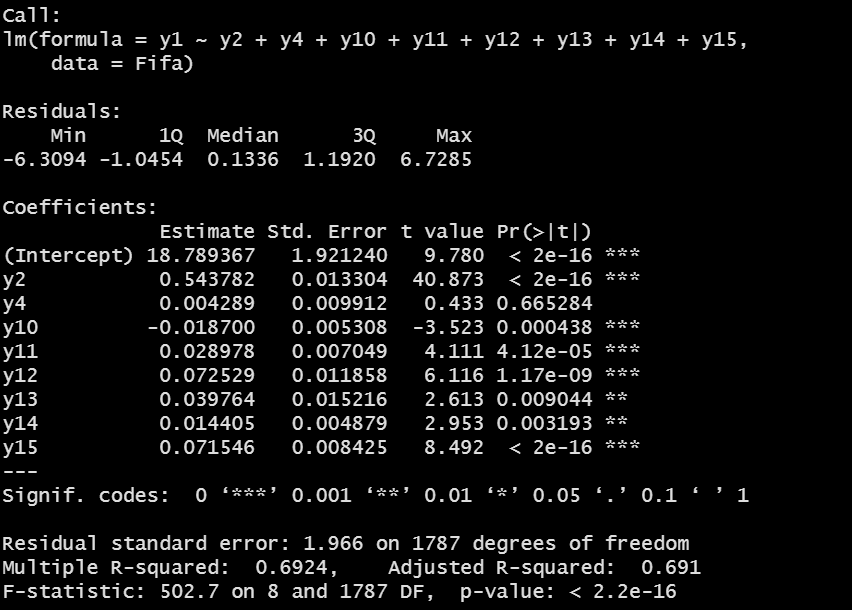 Call:
lm(formula = y1 ~ y2 + y4 + y10 + y11 + y12 + y13 + y14 + y15,
    data = Fifa)

Residuals:
    Min      1Q  Median      3Q     Max
-6.3094 -1.0454  0.1336  1.1920  6.7285

Coefficients:
             Estimate Std. Error t value Pr(>|t|)
(Intercept) 18.789367   1.921240   9.780  < 2e-16 ***
y2           0.543782   0.013304  40.873  < 2e-16 ***
y4           0.004289   0.009912   0.433 0.665284
y10         -0.018700   0.005308  -3.523 0.000438 ***
y11          0.028978   0.007049   4.111 4.12e-05 ***
y12          0.072529   0.011858   6.116 1.17e-09 ***
y13          0.039764   0.015216   2.613 0.009044 **
y14          0.014405   0.004879   2.953 0.003193 **
y15          0.071546   0.008425   8.492  < 2e-16 ***
---
Signif. codes:  0 ‘***’ 0.001 ‘**’ 0.01 ‘*’ 0.05 ‘.’ 0.1 ‘ ’ 1

Residual standard error: 1.966 on 1787 degrees of freedom
Multiple R-squared:  0.6924,    Adjusted R-squared:  0.691
F-statistic: 502.7 on 8 and 1787 DF,  p-value: < 2.2e-16